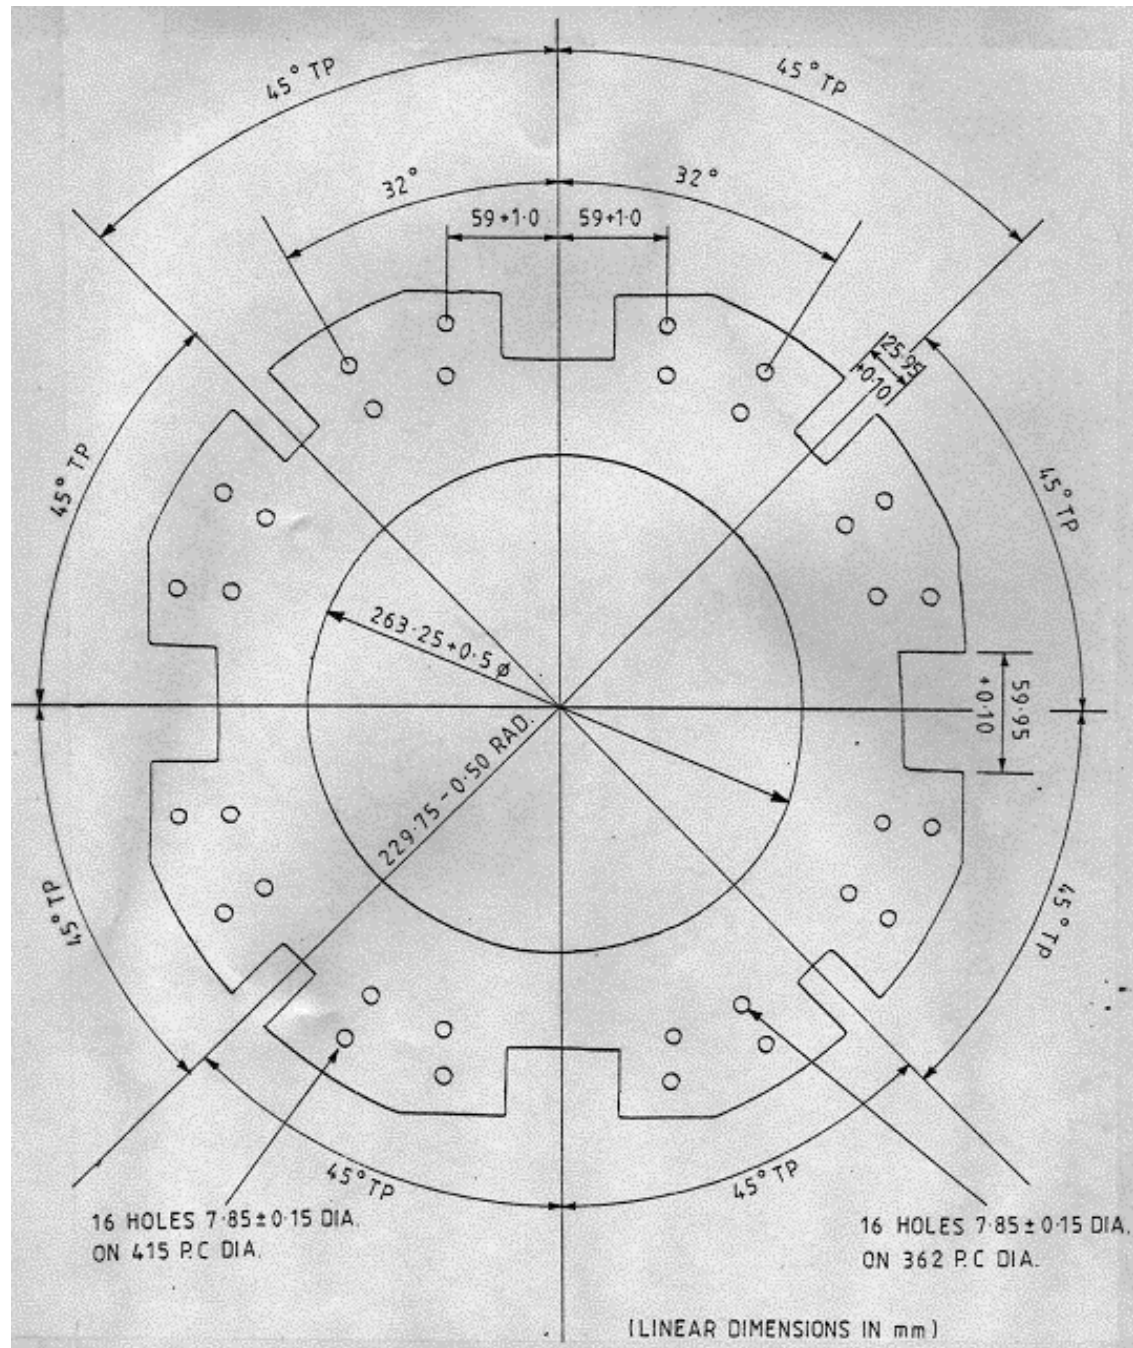 45° TP
45° TP
32°
32°
59+1·0
59+1·0
25·95
+0·10
45° TP
45° TP
263·25+0·5 ø
59·95
+0·10
229·75 - 0·50 RAD.
45° TP
45° TP
45° TP
45° TP
16 HOLES 7·85±0·15 DIA.
ON 415 P.C DIA.
16 HOLES 7·85±0·15 DIA.
ON 362 P.C DIA.
(LINEAR DIMENSIONS IN mm)